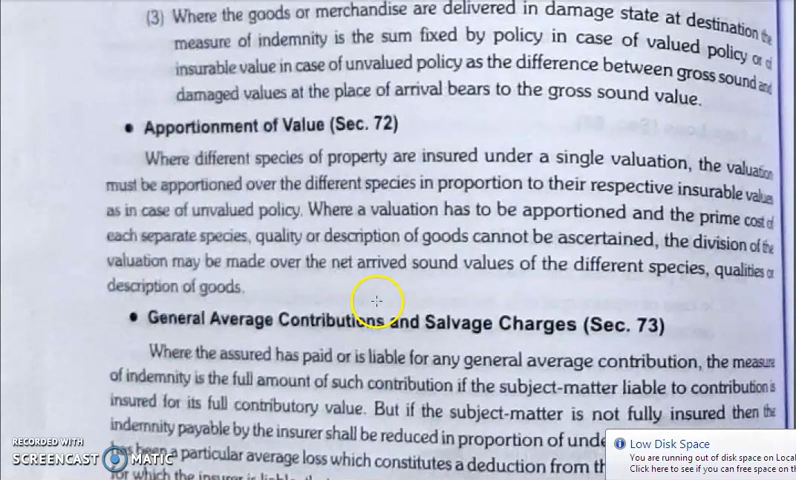 (3) Where the goods or merchandise are delivered in damage state at destination the
measure of indemnity is the sum fixed by policy in case of valued policy or of
insurable value in case of unvalued policy as the difference between gross sound and
damaged values at the place of arrival bears to the gross sound value.
• Apportionment of Value (Sec. 72)
Where different species of property are insured under a single valuation, the valuation
must be apportioned over the different species in proportion to their respective insurable value
as in case of unvalued policy. Where a valuation has to be apportioned and the prime cost of
each separate species, quality or description of goods cannot be ascertained, the division of the
valuation may be made over the net arrived sound values of the different species, qualities or
description of goods.
• General Average Contributions and Salvage Charges (Sec. 73)
Where the assured has paid or is liable for any general average contribution, the measure
of indemnity is the full amount of such contribution if the subject-matter liable to contribution is
insured for its full contributory value. But if the subject-matter is not fully insured then the
indemnity payable by the insurer shall be reduced in proportion of unde
has been a particular average loss which constitutes a deduction from th
for which the insurer is
RECORDED WITH
SCREENCAST MATIC
Low Disk Space
You are running out of disk space on Local
Click here to see if you can free space on th